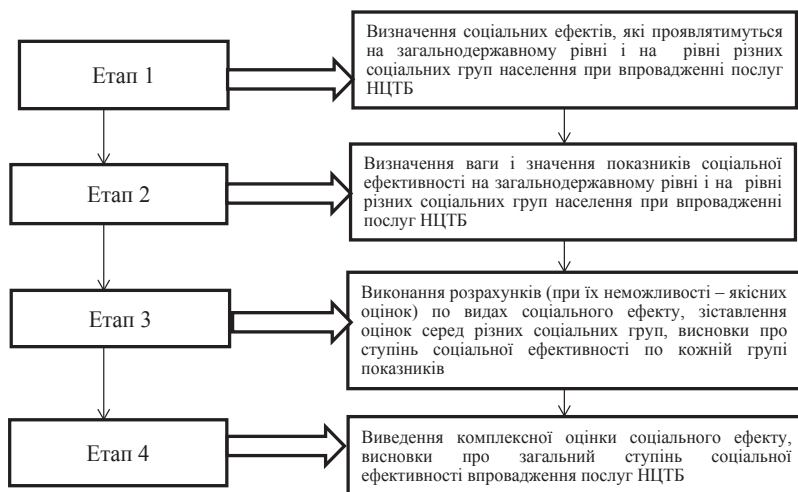 Етап 1
Визначення соціальних ефектів, які проявлятимуться
на загальнодержавному рівні і на рівні різних
соціальних груп населення при впровадженні послуг
НЦТБ
Етап 2
Визначення ваги і значення показників соціальної
ефективності на загальнодержавному рівні і на рівні
різних соціальних груп населення при впровадженні
послуг НЦТБ
Етап 3
Виконання розрахунків (при їх неможливості – якісних
оцінок) по видах соціального ефекту, зіставлення
оцінок серед різних соціальних груп, висновки про
ступінь соціальної ефективності по кожній групі
показників
Етап 4
Виведення комплексної оцінки соціального ефекту,
висновки про загальний ступінь соціальної
ефективності впровадження послуг НЦТБ